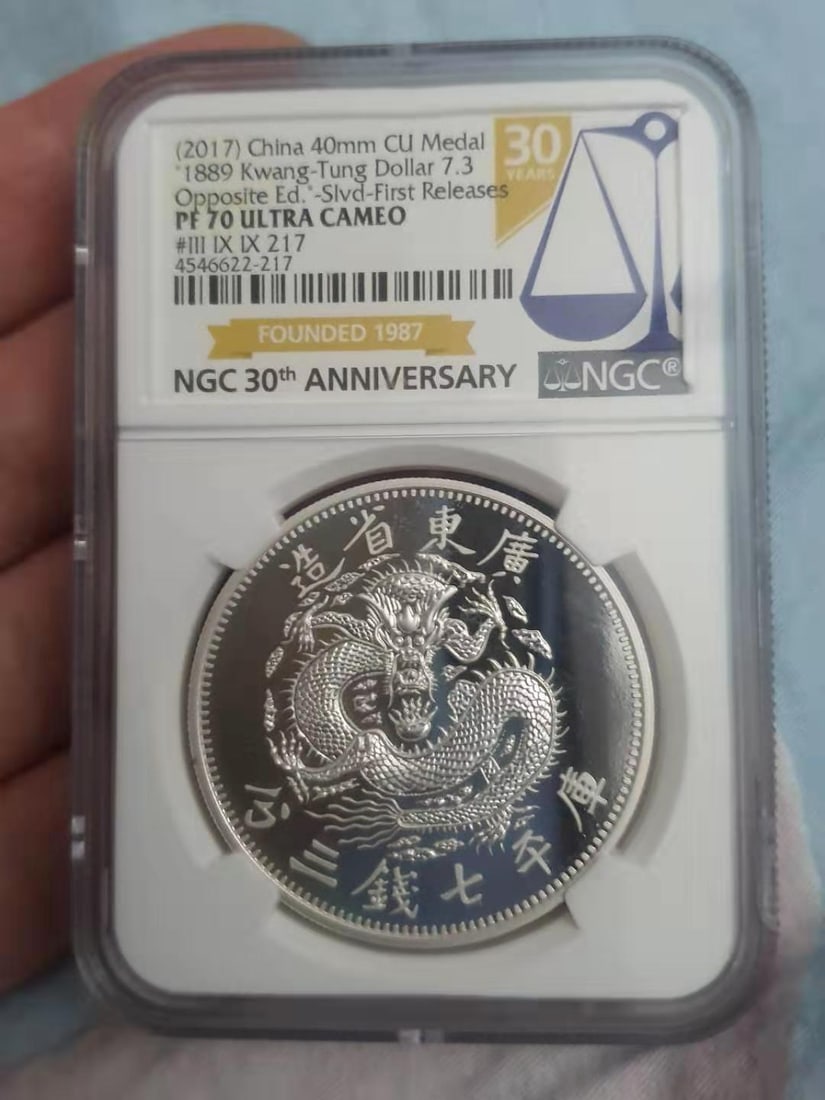 (2017) China 40mm CU Medal
"1889 Kwang-Tung Dollar 7.3
Opposite Ed."-Slvd-First Releases
PF 70 ULTRA CAMEO
#III IX IX 217
4546622-217
30
YEARS
FOUNDED 1987
NGC 30th ANNIVERSARY
NGC®
造省東廣
庫平七錢三分